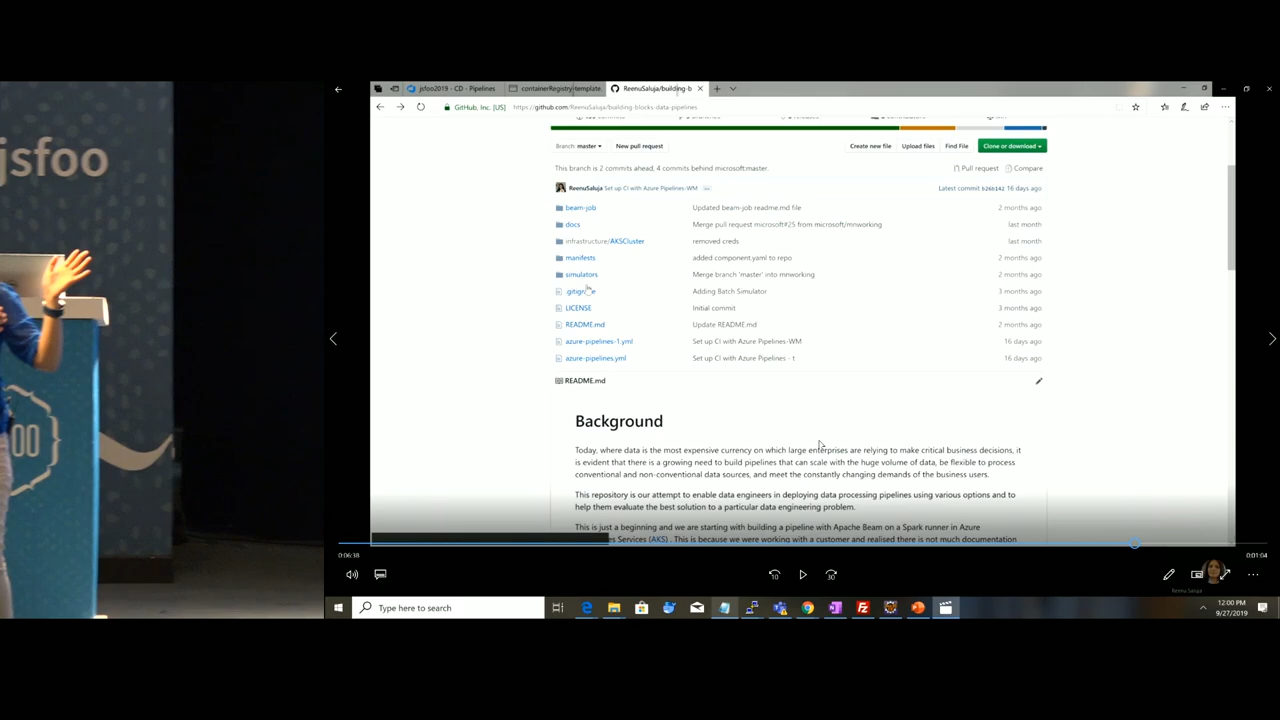 jsfoo
OO
jsfoo2019 - CD - Pipelines
containerRegistry|template.
ReenuSaluja/building-b
GitHub, Inc. [US]
https://github.com/ReenuSaluja/building-blocks-data-pipelines
Branch: master
New pull request
Create new file
Upload files
Find File
Clone or download
This branch is 2 commits ahead, 4 commits behind microsoft:master.
Pull request
Compare
ReenuSaluja Set up CI with Azure Pipelines-WM
Latest commit b26b142 16 days ago
beam-job Updated beam-job readme.md file 2 months ago
docs Merge pull request microsoft#25 from microsoft/mnworking last month
infrastructure/AKSCluster removed creds last month
manifests added component.yaml to repo 2 months ago
simulators Merge branch 'master' into mnworking 2 months ago
.gitignore Adding Batch Simulator 3 months ago
LICENSE Initial commit 3 months ago
README.md Update README.md 2 months ago
azure-pipelines-1.yml Set up CI with Azure Pipelines-WM 16 days ago
azure-pipelines.yml Set up CI with Azure Pipelines - t 16 days ago
README.md
Background
Today, where data is the most expensive currency on which large enterprises are relying to make critical business decisions, it
is evident that there is a growing need to build pipelines that can scale with the huge volume of data, be flexible to process
conventional and non-conventional data sources, and meet the constantly changing demands of the business users.
This repository is our attempt to enable data engineers in deploying data processing pipelines using various options and to
help them evaluate the best solution to a particular data engineering problem.
This is just a beginning and we are starting with building a pipeline with Apache Beam on a Spark runner in Azure
es Services (AKS) . This is because we were working with a customer and realised there is not much documentation
0:06:38
0:01:04
10
30
Reenu Saluja
Type here to search
12:00 PM
9/27/2019